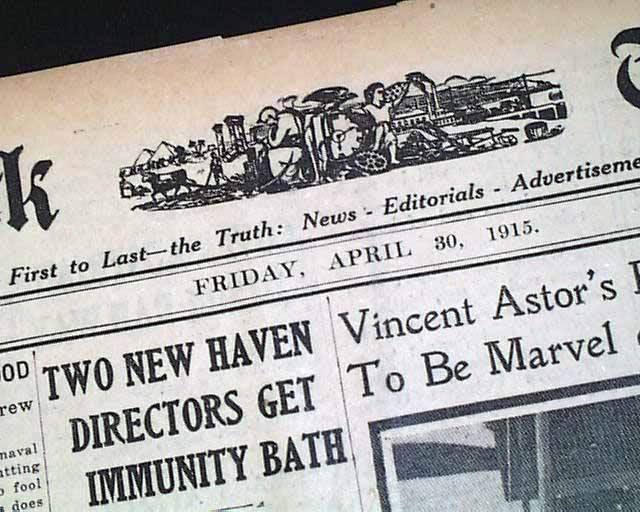 k
First to Last—the Truth: News - Editorials - Advertiseme
FRIDAY, APRIL 30, 1915.
OD
rew
naval
tting
fool
s does
TWO NEW HAVEN
DIRECTORS GET
IMMUNITY BATH
Vincent Astor's
To Be Marvel